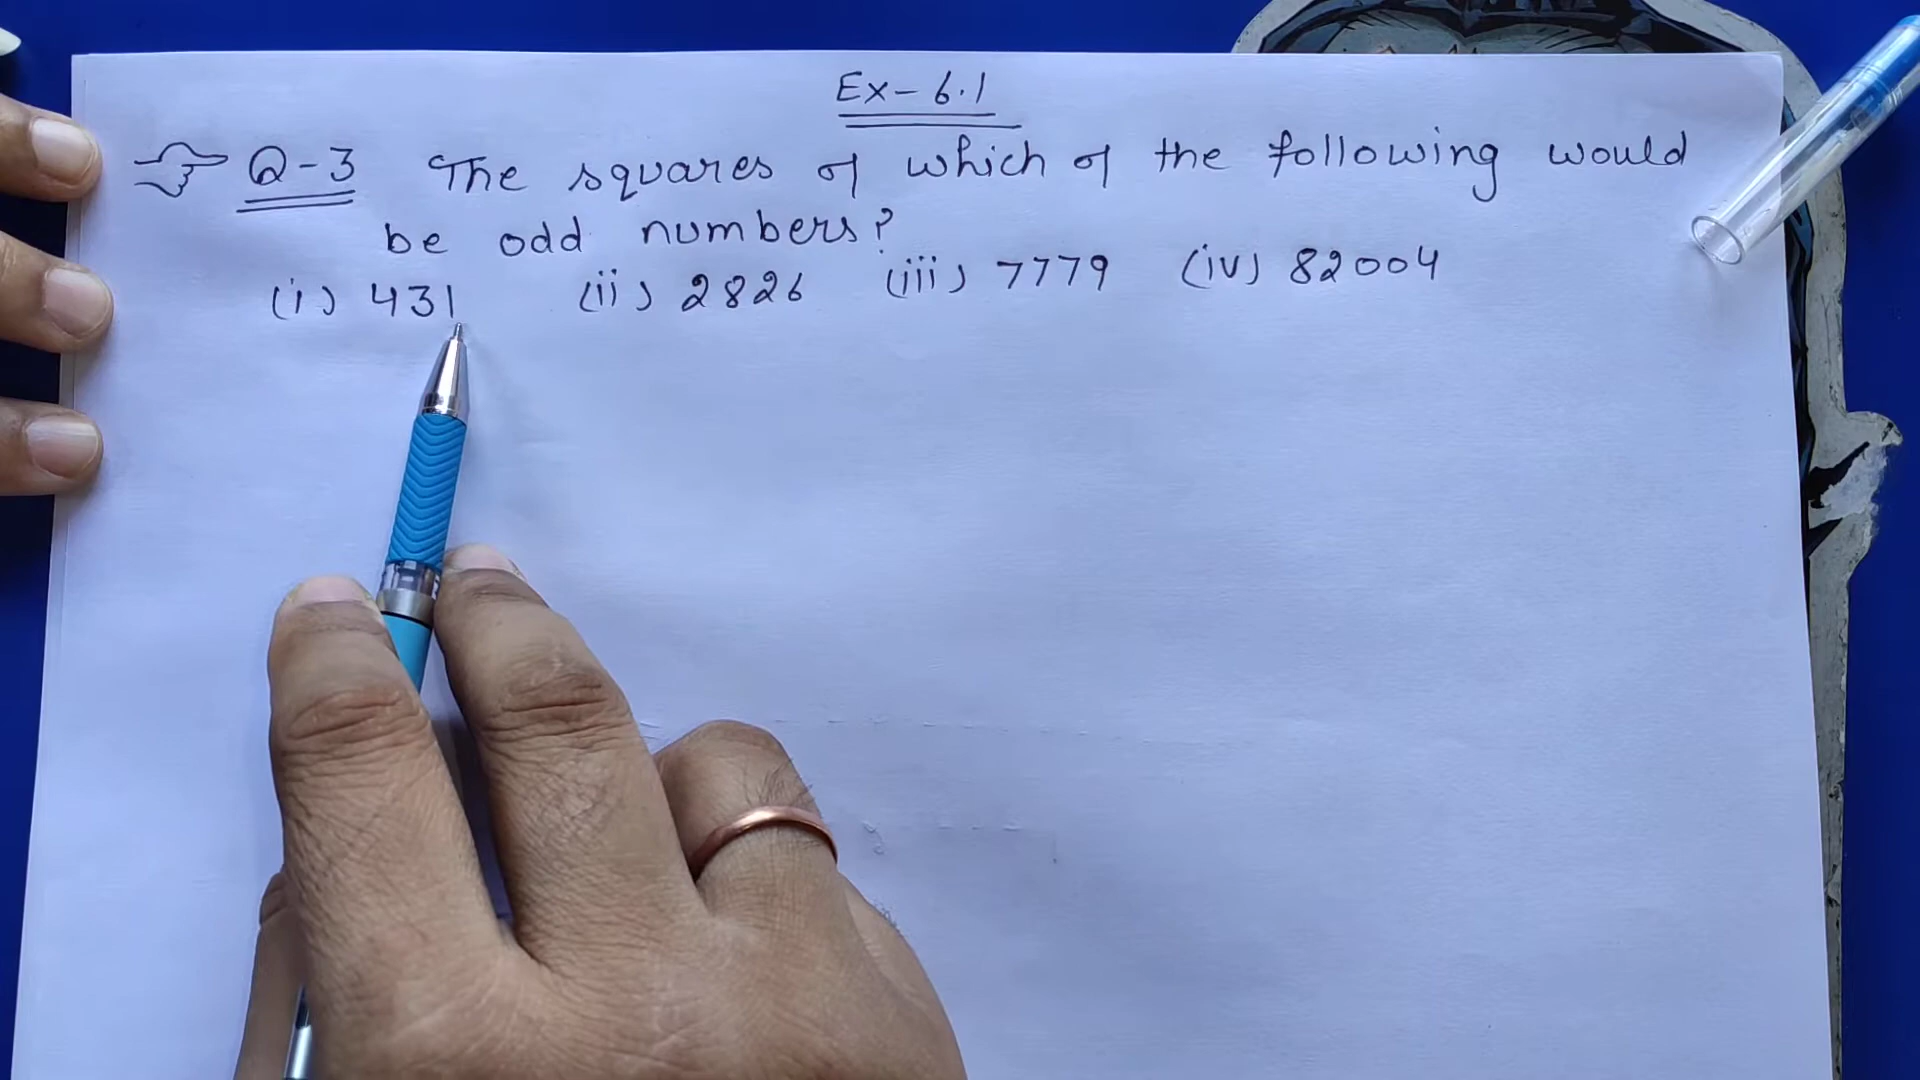 Ex-6.1
Q-3 The squares of which of the following would
be odd numbers?
(i) 431 (ii) 2826 (iii) 7779 (iv) 82004